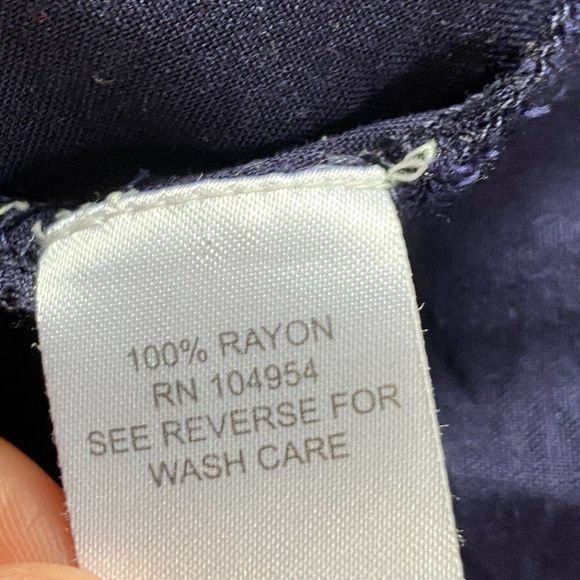 100% RAYON
RN 104954
SEE REVERSE FOR
WASH CARE